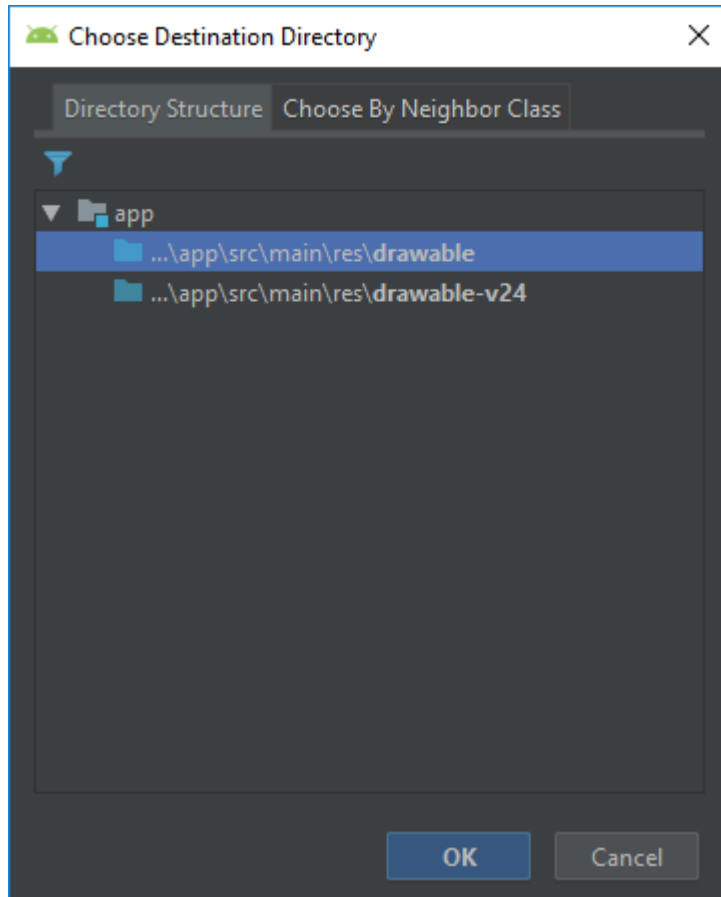 Choose Destination Directory
Directory Structure Choose By Neighbor Class
app
...\app\src\main\res\drawable
...\app\src\main\res\drawable-v24
OK Cancel